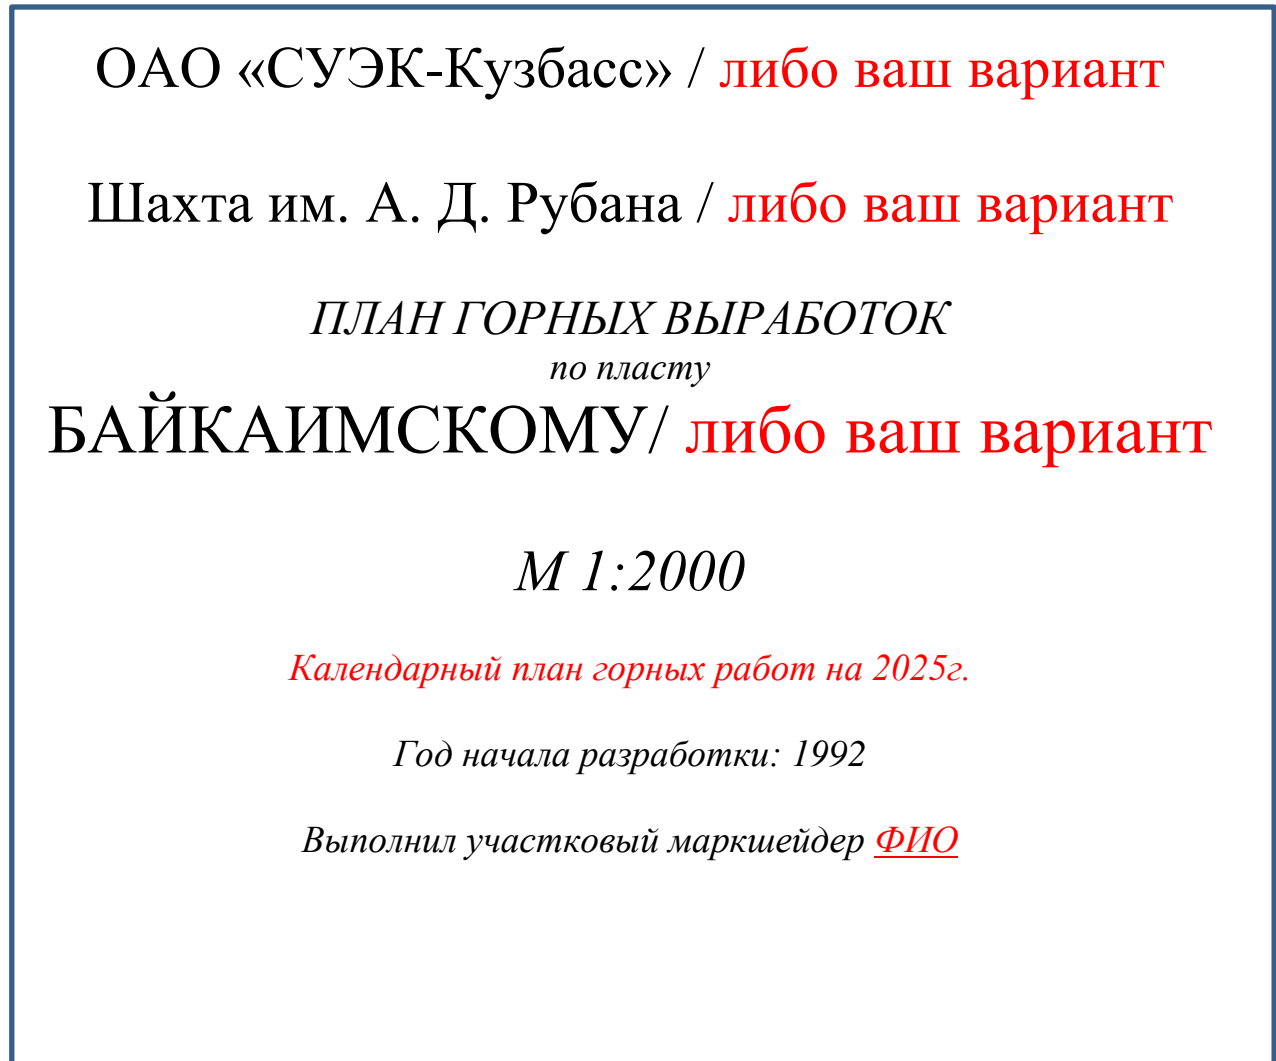 ОАО «СУЭК-Кузбасс» / либо ваш вариант
Шахта им. А. Д. Рубана / либо ваш вариант
ПЛАН ГОРНЫХ ВЫРАБОТОК
по пласту
БАЙКАИМСКОМУ/ либо ваш вариант
М 1:2000
Календарный план горных работ на 2025г.
Год начала разработки: 1992
Выполнил участковый маркшейдер ФИО